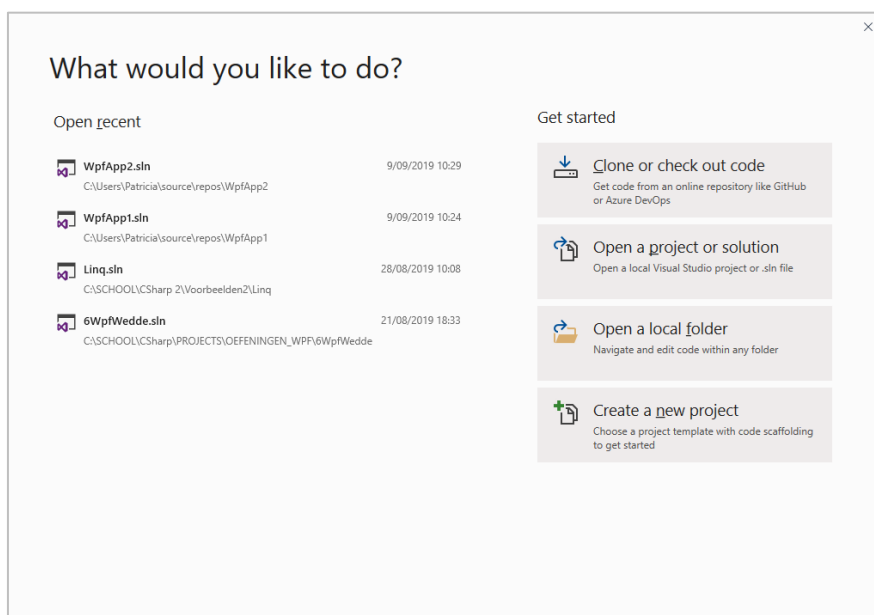 What would you like to do?
Open recent
WpfApp2.sln 9/09/2019 10:29
C:\Users\Patricia\source\repos\WpfApp2
WpfApp1.sln 9/09/2019 10:24
C:\Users\Patricia\source\repos\WpfApp1
Linq.sln 28/08/2019 10:08
C:\SCHOOL\CSharp 2\Voorbeelden2\Linq
6WpfWedde.sln 21/08/2019 18:33
C:\SCHOOL\CSharp\PROJECTS\OEFENINGEN_WPF\6WpfWedde
Get started
Clone or check out code
Get code from an online repository like GitHub
or Azure DevOps
Open a project or solution
Open a local Visual Studio project or .sln file
Open a local folder
Navigate and edit code within any folder
Create a new project
Choose a project template with code scaffolding
to get started